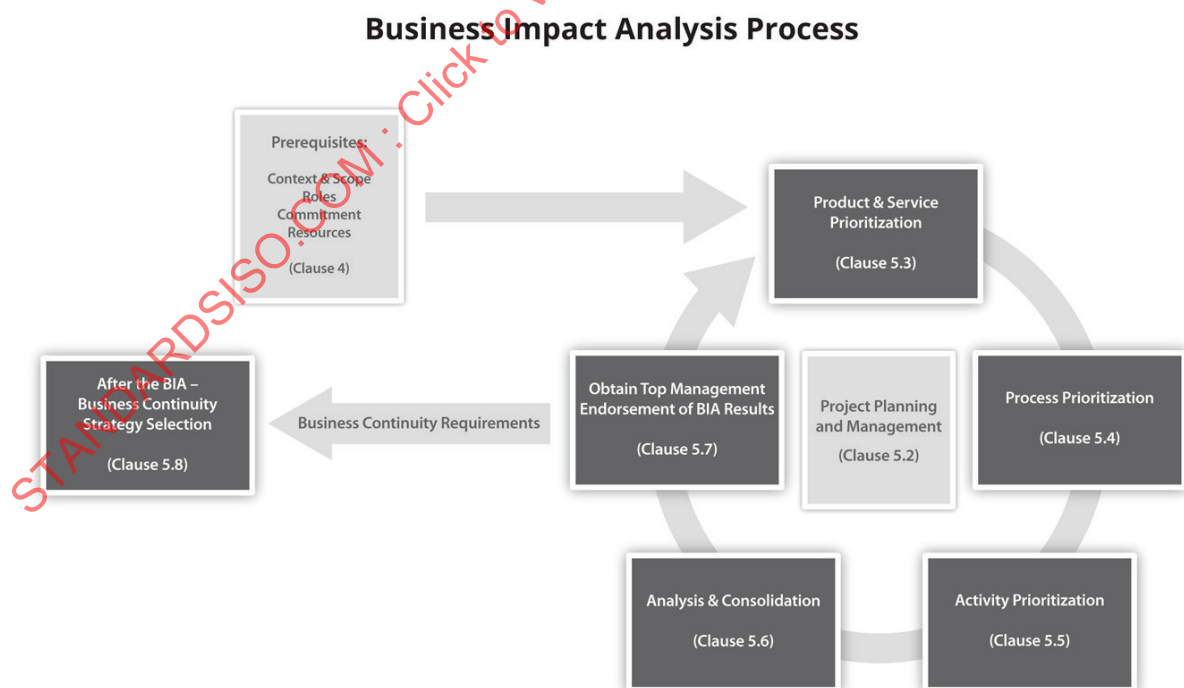 Business Impact Analysis Process
Prerequisites:
Context & Scope
Roles
Commitment
Resources
(Clause 4)
Product & Service
Prioritization
(Clause 5.3)
After the BIA –
Business Continuity
Strategy Selection
(Clause 5.8)
Business Continuity Requirements
Obtain Top Management
Endorsement of BIA Results
(Clause 5.7)
Project Planning
and Management
(Clause 5.2)
Process Prioritization
(Clause 5.4)
Analysis & Consolidation
(Clause 5.6)
Activity Prioritization
(Clause 5.5)
STANDARDSISO.COM : Click to